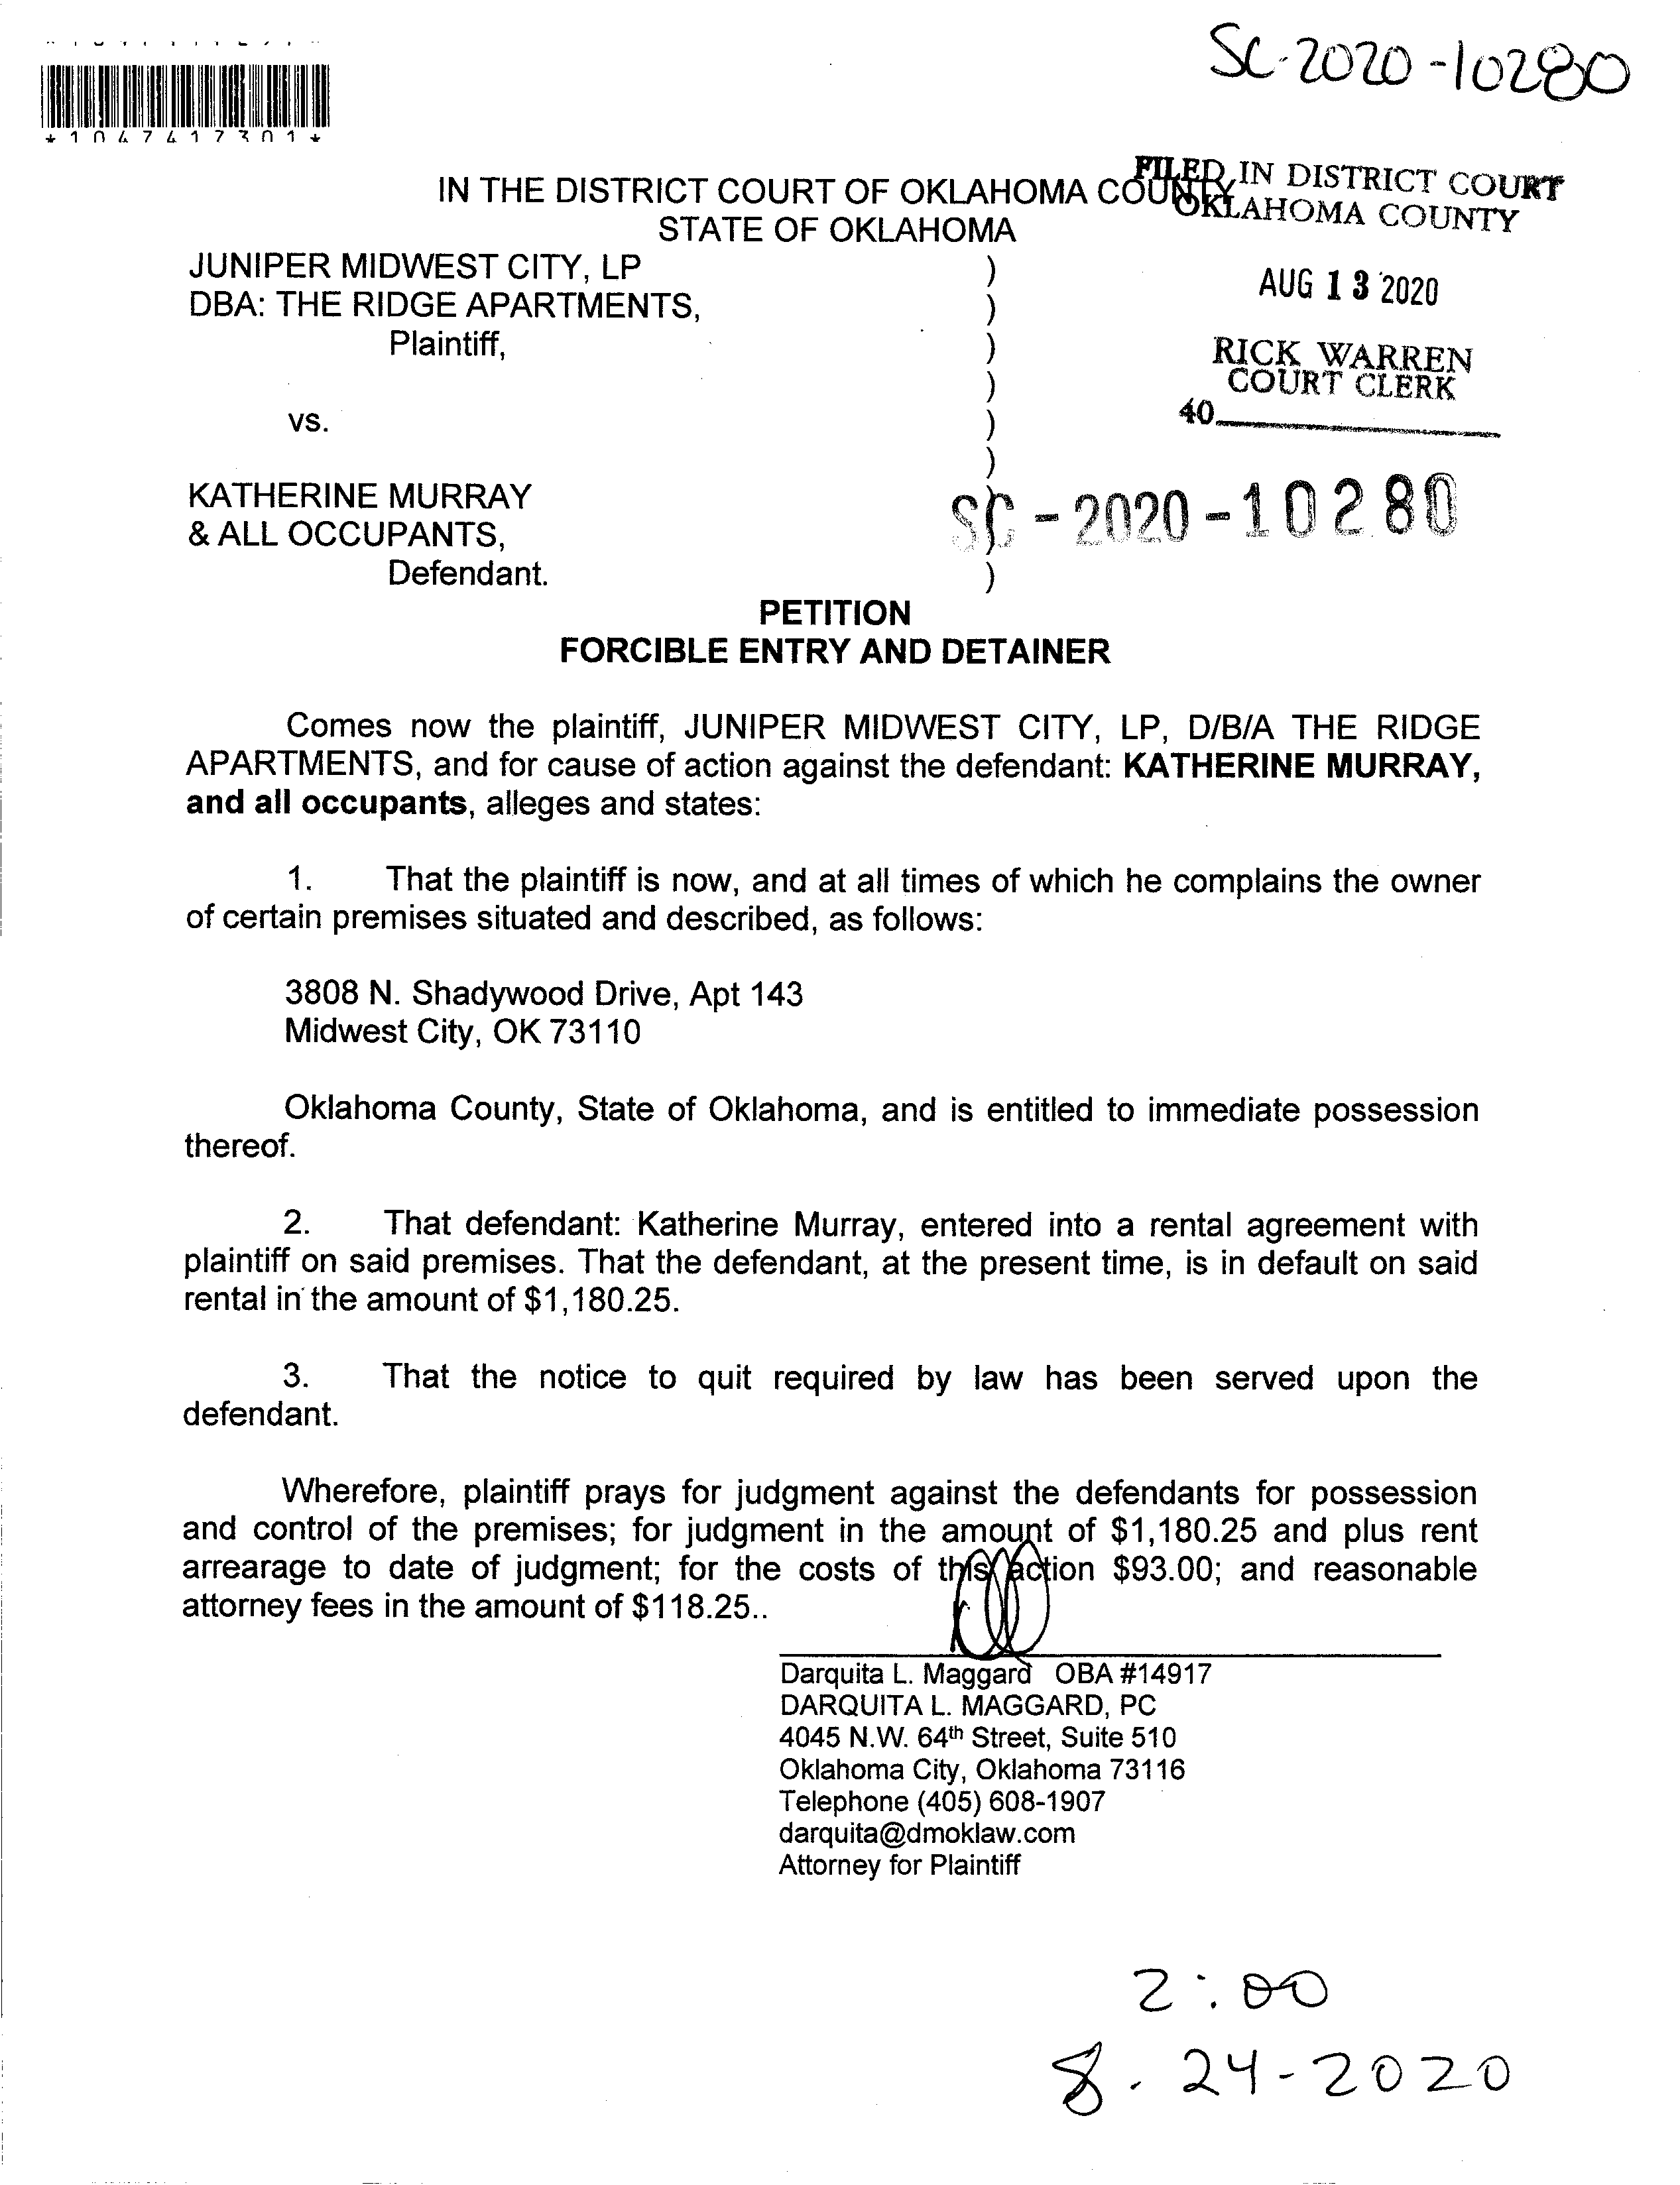 SC-2020-10280
*1047417301*
FILED IN DISTRICT COURT
OKLAHOMA COUNTY
IN THE DISTRICT COURT OF OKLAHOMA COUNTY
STATE OF OKLAHOMA
JUNIPER MIDWEST CITY, LP )
DBA: THE RIDGE APARTMENTS, )
Plaintiff, )
)
vs. )
)
KATHERINE MURRAY )
& ALL OCCUPANTS, )
Defendant. )
AUG 13 2020
RICK WARREN
COURT CLERK
40
SC-2020-10280
PETITION
FORCIBLE ENTRY AND DETAINER
Comes now the plaintiff, JUNIPER MIDWEST CITY, LP, D/B/A THE RIDGE
APARTMENTS, and for cause of action against the defendant: KATHERINE MURRAY,
and all occupants, alleges and states:
1. That the plaintiff is now, and at all times of which he complains the owner
of certain premises situated and described, as follows:
3808 N. Shadywood Drive, Apt 143
Midwest City, OK 73110
Oklahoma County, State of Oklahoma, and is entitled to immediate possession
thereof.
2. That defendant: Katherine Murray, entered into a rental agreement with
plaintiff on said premises. That the defendant, at the present time, is in default on said
rental in the amount of $1,180.25.
3. That the notice to quit required by law has been served upon the
defendant.
Wherefore, plaintiff prays for judgment against the defendants for possession
and control of the premises; for judgment in the amount of $1,180.25 and plus rent
arrearage to date of judgment; for the costs of this action $93.00; and reasonable
attorney fees in the amount of $118.25..
Darquita L. Maggard OBA #14917
DARQUITA L. MAGGARD, PC
4045 N.W. 64th Street, Suite 510
Oklahoma City, Oklahoma 73116
Telephone (405) 608-1907
darquita@dmoklaw.com
Attorney for Plaintiff
2:00
8.24-2020